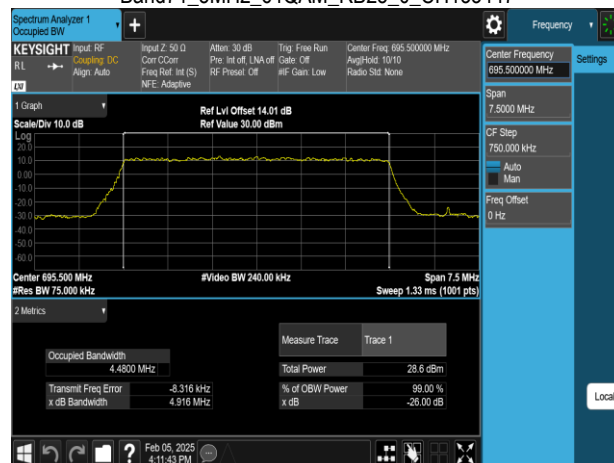 Spectrum Analyzer 1
Occupied BW
+
Frequency
KEYSIGHT
RL
Input: RF
Coupling: DC
Align: Auto
Input Z: 50 Ω
Corr CCorr
Freq Ref: Int (S)
NFE: Adaptive
Atten: 30 dB
Pre: Int off, LNA off
RF Presel: Off
Trig: Free Run
Gate: Off
#IF Gain: Low
Center Freq: 695.500000 MHz
Avg|Hold: 10/10
Radio Std: None
LXI
1 Graph
Scale/Div 10.0 dB
Ref Lvl Offset 14.01 dB
Ref Value 30.00 dBm
Log
20.0
10.0
0.00
-10.0
-20.0
-30.0
-40.0
-50.0
-60.0
Center 695.500 MHz
#Res BW 75.000 kHz
#Video BW 240.00 kHz
Span 7.5 MHz
Sweep 1.33 ms (1001 pts)
2 Metrics
Measure Trace Trace 1
Occupied Bandwidth
4.4800 MHz
Total Power 28.6 dBm
Transmit Freq Error -8.316 kHz
% of OBW Power 99.00 %
x dB Bandwidth 4.916 MHz
x dB -26.00 dB
Center Frequency
695.500000 MHz
Settings
Span
7.5000 MHz
CF Step
750.000 kHz
Auto
Man
Freq Offset
0 Hz
Local
?
Feb 05, 2025
4:11:43 PM